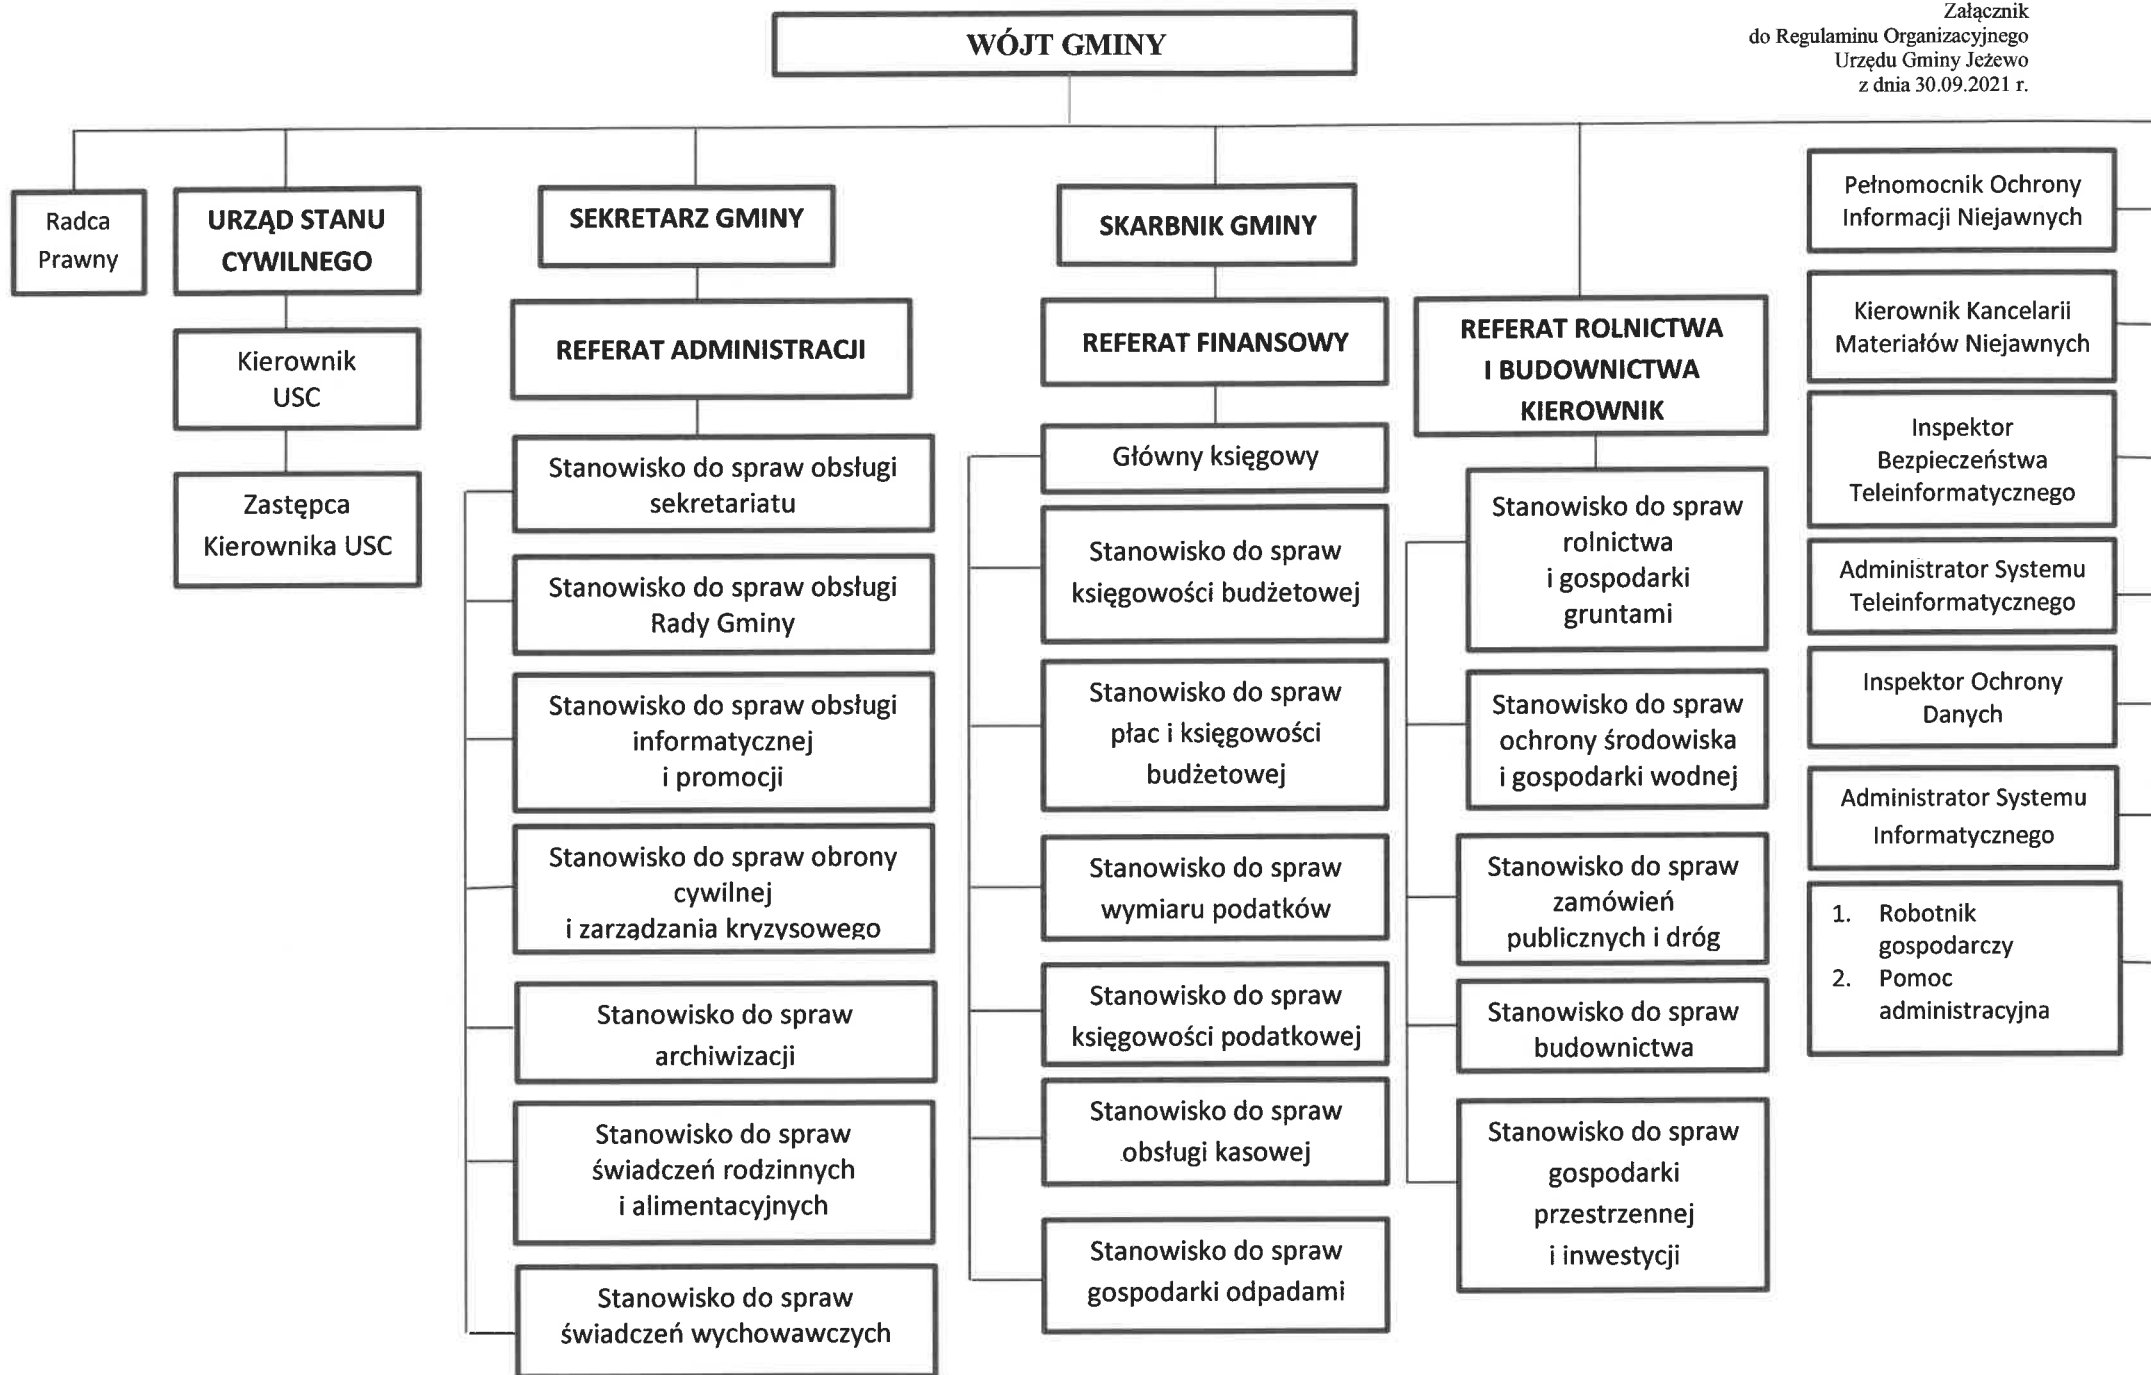 Załącznik
do Regulaminu Organizacyjnego
Urzędu Gminy Jeżewo
z dnia 30.09.2021 r.
WÓJT GMINY
Radca
Prawny
URZĄD STANU
CYWILNEGO
Kierownik
USC
Zastępca
Kierownika USC
SEKRETARZ GMINY
REFERAT ADMINISTRACJI
Stanowisko do spraw obsługi
sekretariatu
Stanowisko do spraw obsługi
Rady Gminy
Stanowisko do spraw obsługi
informatycznej
i promocji
Stanowisko do spraw obrony
cywilnej
i zarządzania kryzysowego
Stanowisko do spraw
archiwizacji
Stanowisko do spraw
świadczeń rodzinnych
i alimentacyjnych
Stanowisko do spraw
świadczeń wychowawczych
SKARBNIK GMINY
REFERAT FINANSOWY
Główny księgowy
Stanowisko do spraw
księgowości budżetowej
Stanowisko do spraw
płac i księgowości
budżetowej
Stanowisko do spraw
wymiaru podatków
Stanowisko do spraw
księgowości podatkowej
Stanowisko do spraw
obsługi kasowej
Stanowisko do spraw
gospodarki odpadami
REFERAT ROLNICTWA
I BUDOWNICTWA
KIEROWNIK
Stanowisko do spraw
rolnictwa
i gospodarki
gruntami
Stanowisko do spraw
ochrony środowiska
i gospodarki wodnej
Stanowisko do spraw
zamówień
publicznych i dróg
Stanowisko do spraw
budownictwa
Stanowisko do spraw
gospodarki
przestrzennej
i inwestycji
Pełnomocnik Ochrony
Informacji Niejawnych
Kierownik Kancelarii
Materiałów Niejawnych
Inspektor
Bezpieczeństwa
Teleinformatycznego
Administrator Systemu
Teleinformatycznego
Inspektor Ochrony
Danych
Administrator Systemu
Informatycznego
1. Robotnik
gospodarczy
2. Pomoc
administracyjna